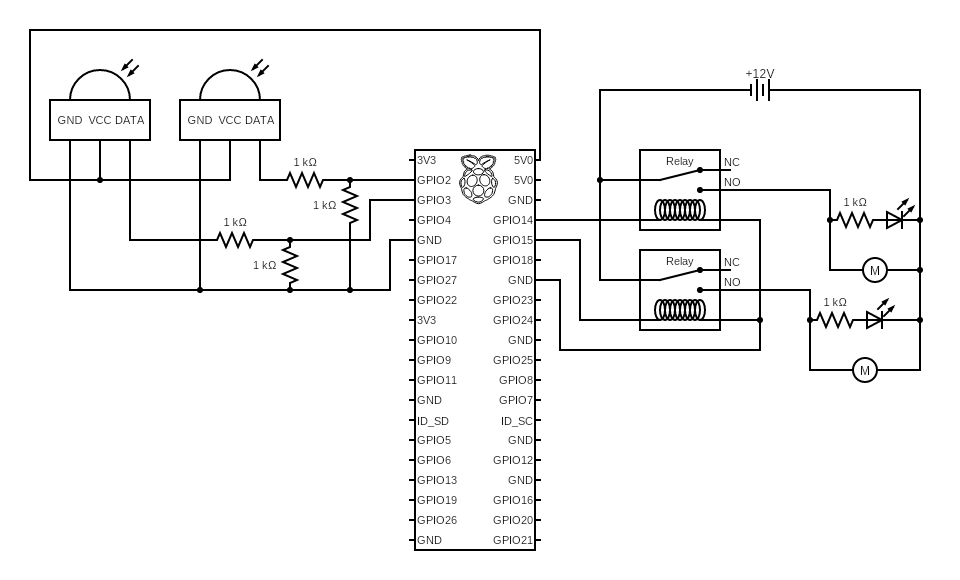 +12V
GND VCC DATA
GND VCC DATA
1 kΩ
1 kΩ
1 kΩ
1 kΩ
3V3
GPIO2
GPIO3
GPIO4
GND
GPIO17
GPIO27
GPIO22
3V3
GPIO10
GPIO9
GPIO11
GND
ID_SD
GPIO5
GPIO6
GPIO13
GPIO19
GPIO26
GND
5V0
5V0
GND
GPIO14
GPIO15
GPIO18
GND
GPIO23
GPIO24
GND
GPIO25
GPIO8
GPIO7
ID_SC
GND
GPIO12
GND
GPIO16
GPIO20
GPIO21
Relay
NC
NO
1 kΩ
M
Relay
NC
NO
1 kΩ
M